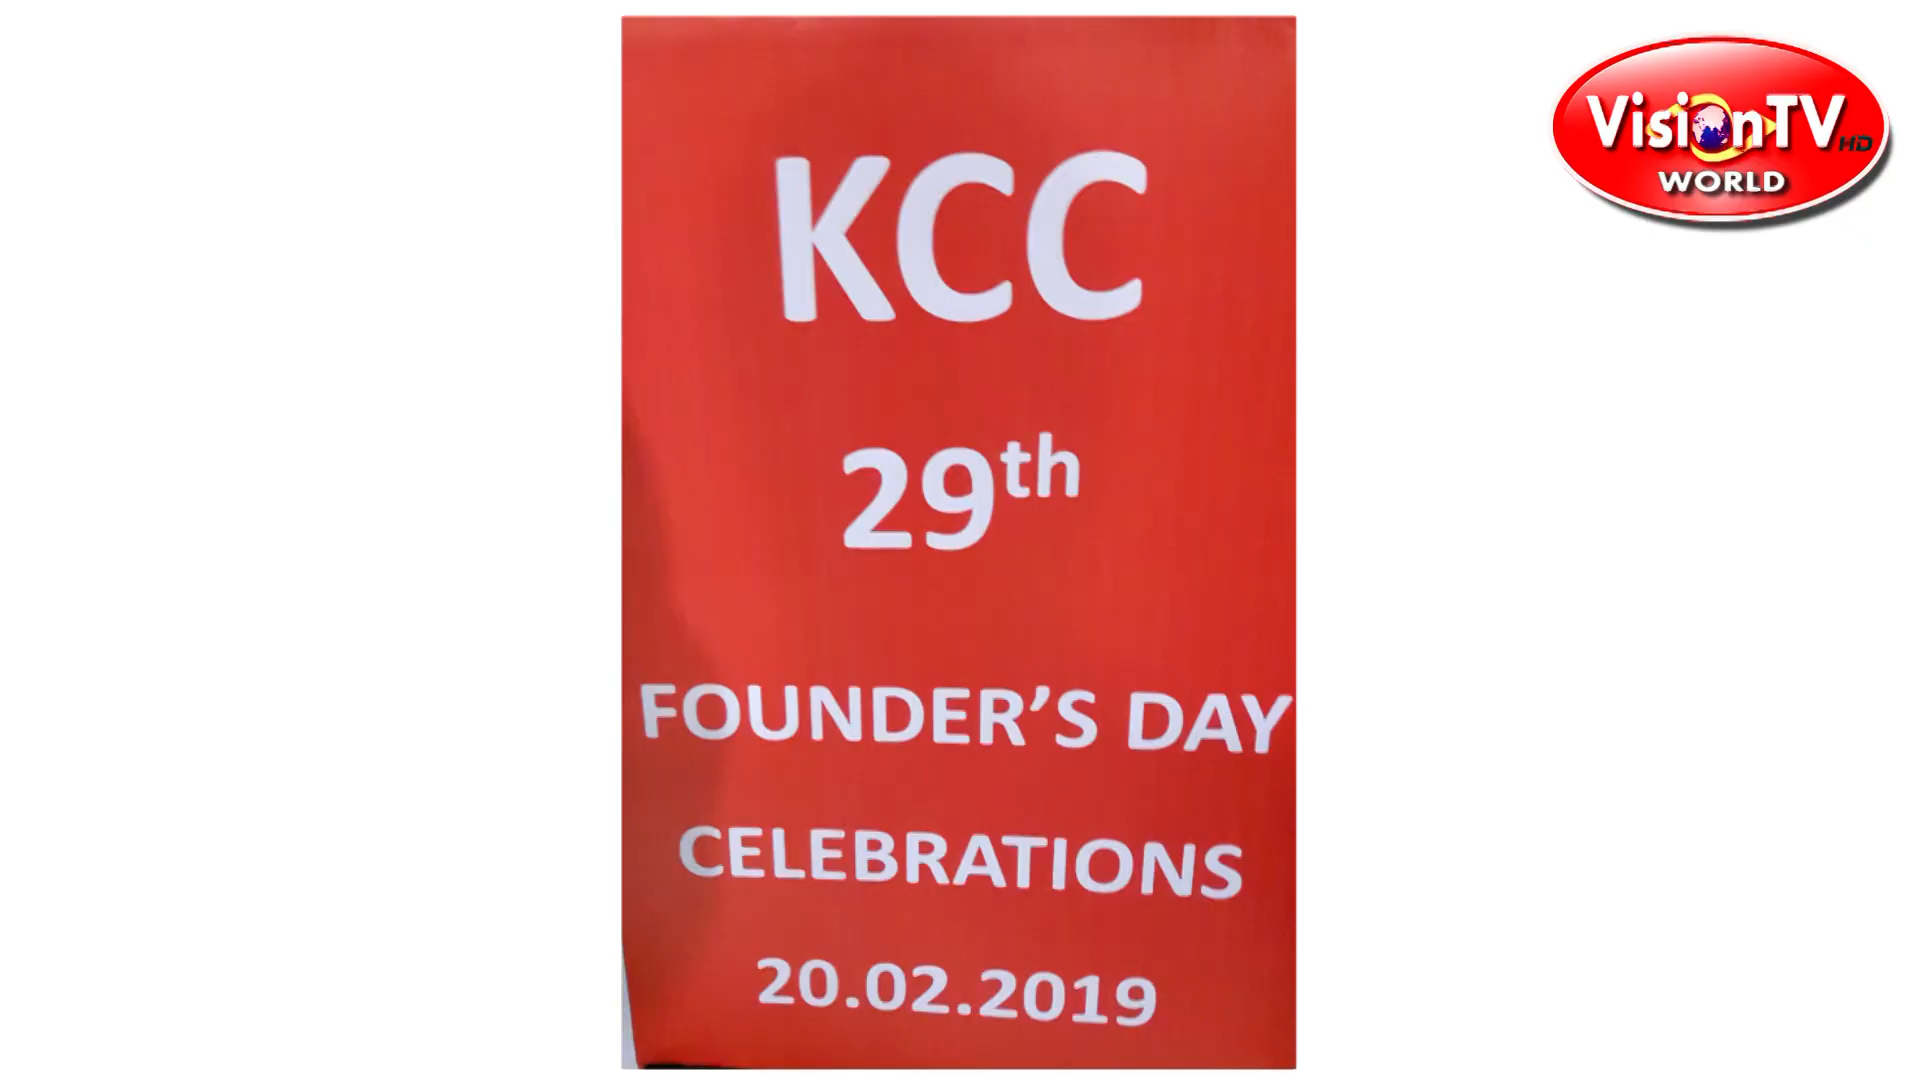 KCC
29th
FOUNDER'S DAY
CELEBRATIONS
20.02.2019
VisionTV HD
WORLD